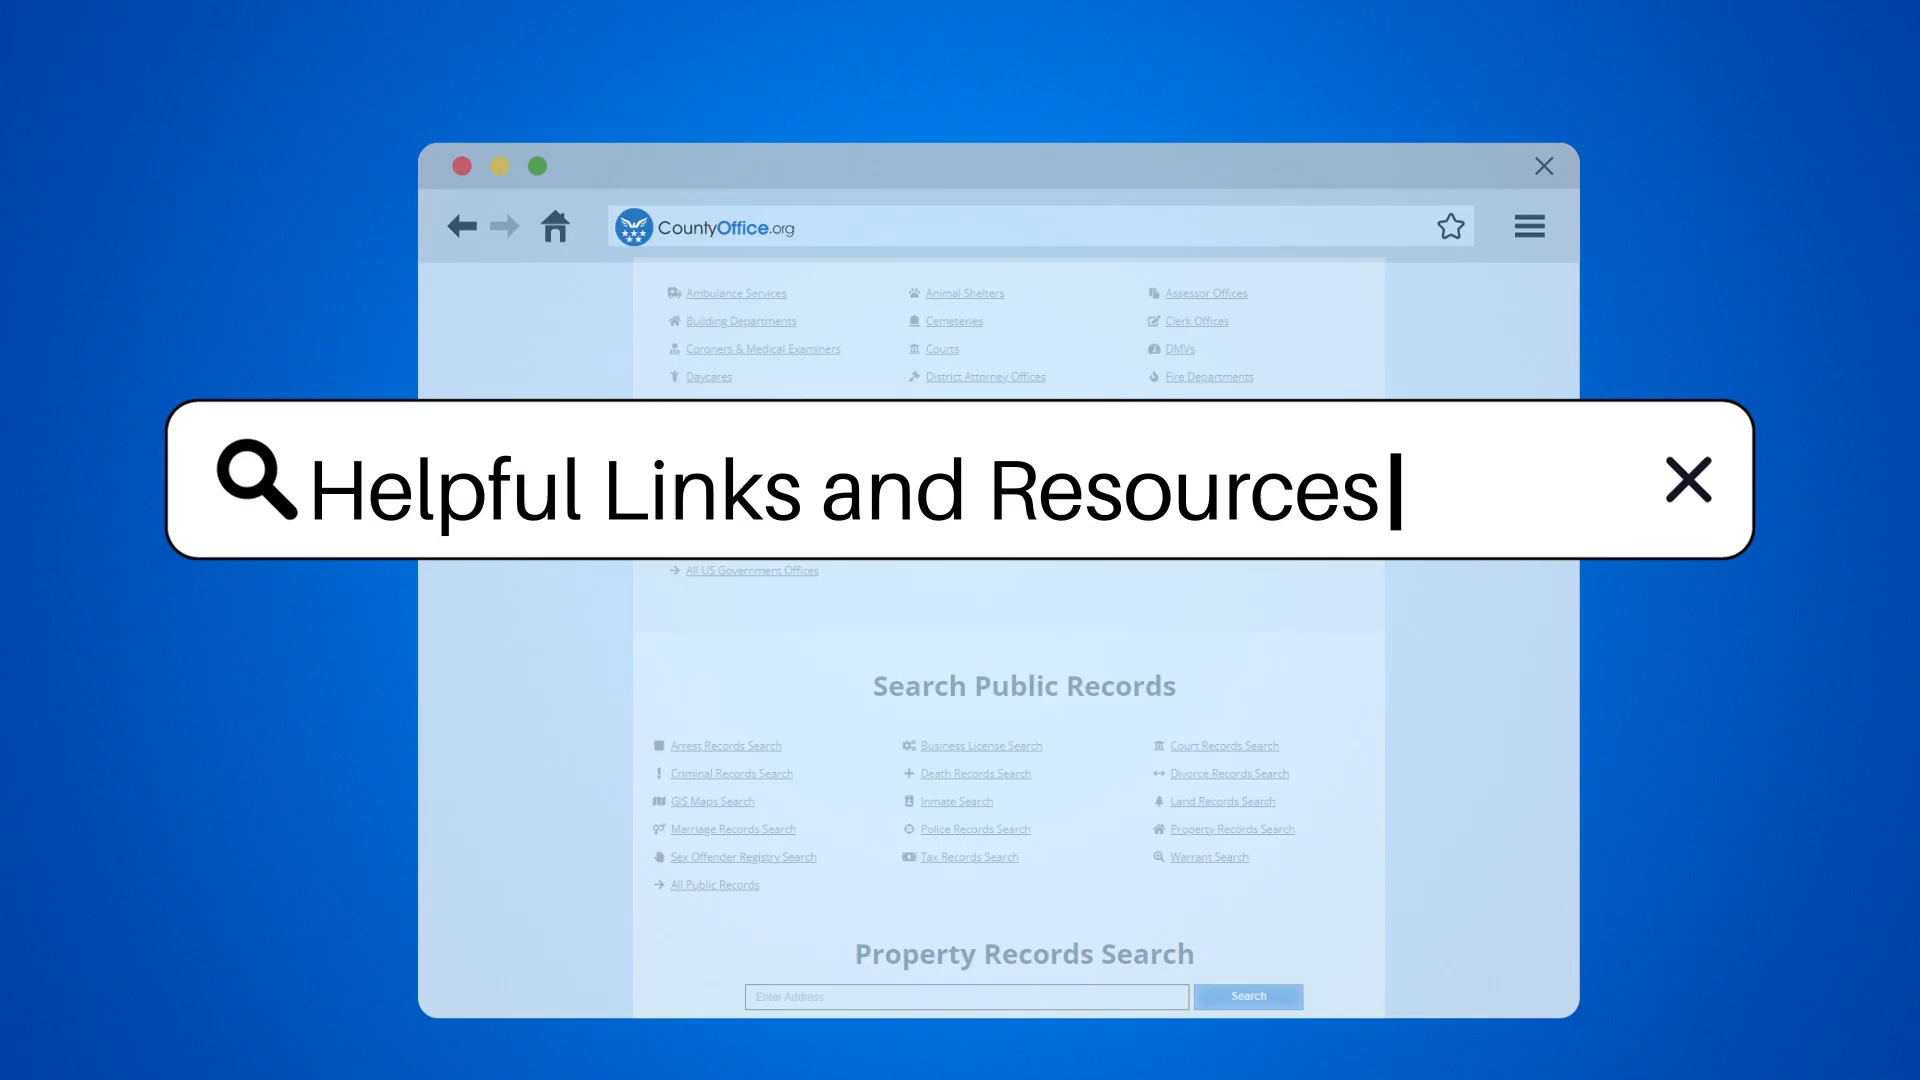 CountyOffice.org
Ambulance Services Animal Shelters Assessor Offices
Building Departments Cemeteries Clerk Offices
Coroners & Medical Examiners Courts DMVs
Daycares District Attorney Offices Fire Departments
Helpful Links and Resources
All US Government Offices
Search Public Records
Arrest Records Search Business License Search Court Records Search
Criminal Records Search Death Records Search Divorce Records Search
GIS Maps Search Inmate Search Land Records Search
Marriage Records Search Police Records Search Property Records Search
Sex Offender Registry Search Tax Records Search Warrant Search
All Public Records
Property Records Search
Enter Address Search